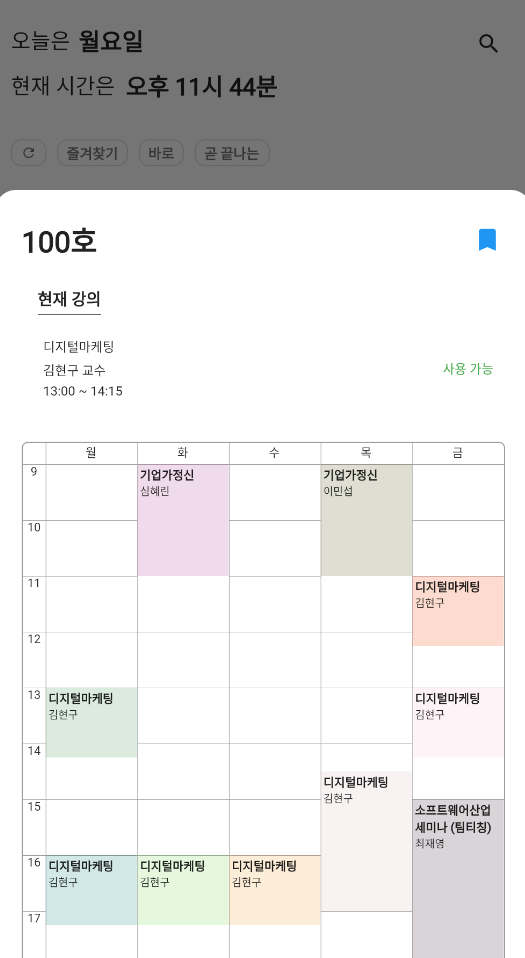 오늘은 월요일
현재 시간은 오후 11시 44분
즐겨찾기 바로 곧 끝나는
100호
현재 강의
디지털마케팅
김현구 교수
사용 가능
13:00 ~ 14:15
월 화 수 목 금
9
기업가정신 기업가정신
심혜린 이민섭
10
11
디지털마케팅
김현구
12
13
디지털마케팅 디지털마케팅
김현구 김현구
14
디지털마케팅
김현구
15
소프트웨어산업
세미나 (팀티칭)
최재영
16
디지털마케팅 디지털마케팅 디지털마케팅
김현구 김현구 김현구
17